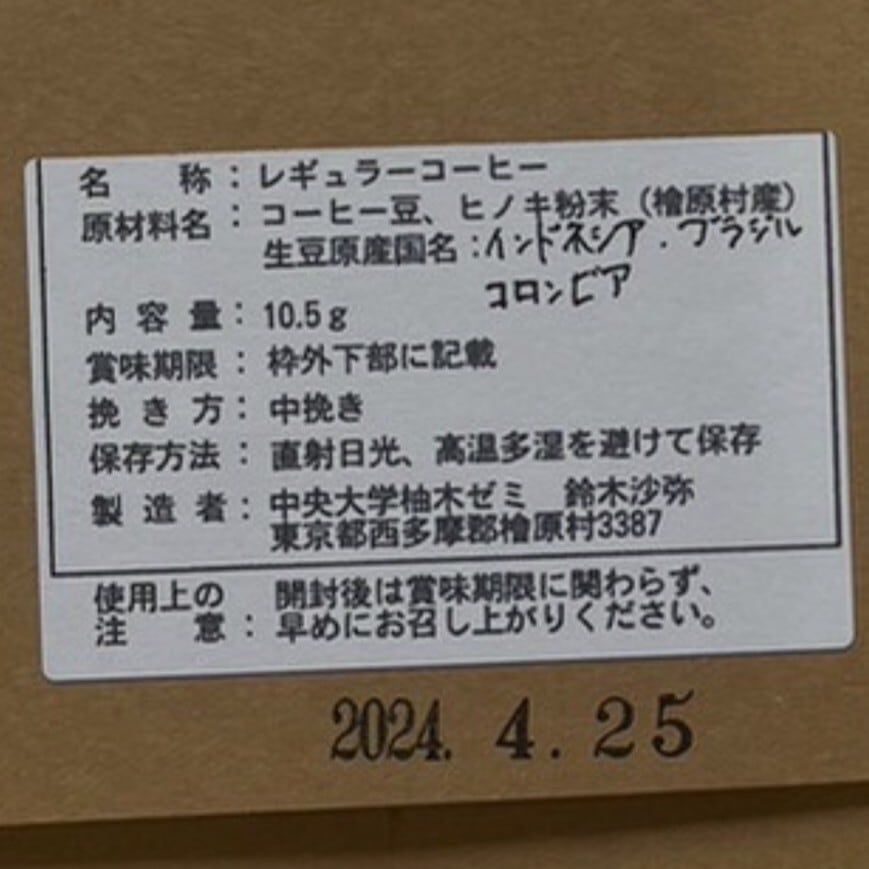 名　　称：レギュラーコーヒー
原材料名：コーヒー豆、ヒノキ粉末（檜原村産）
生豆原産国名：インドネシア．ブラジル
コロンビア
内 容 量：10.5g
賞味期限：枠外下部に記載
挽 き 方：中挽き
保存方法：直射日光、高温多湿を避けて保存
製 造 者：中央大学柚木ゼミ　鈴木沙弥
東京都西多摩郡檜原村3387
使用上の　開封後は賞味期限に関わらず、
注　　意：早めにお召し上がりください。
2024. 4. 25